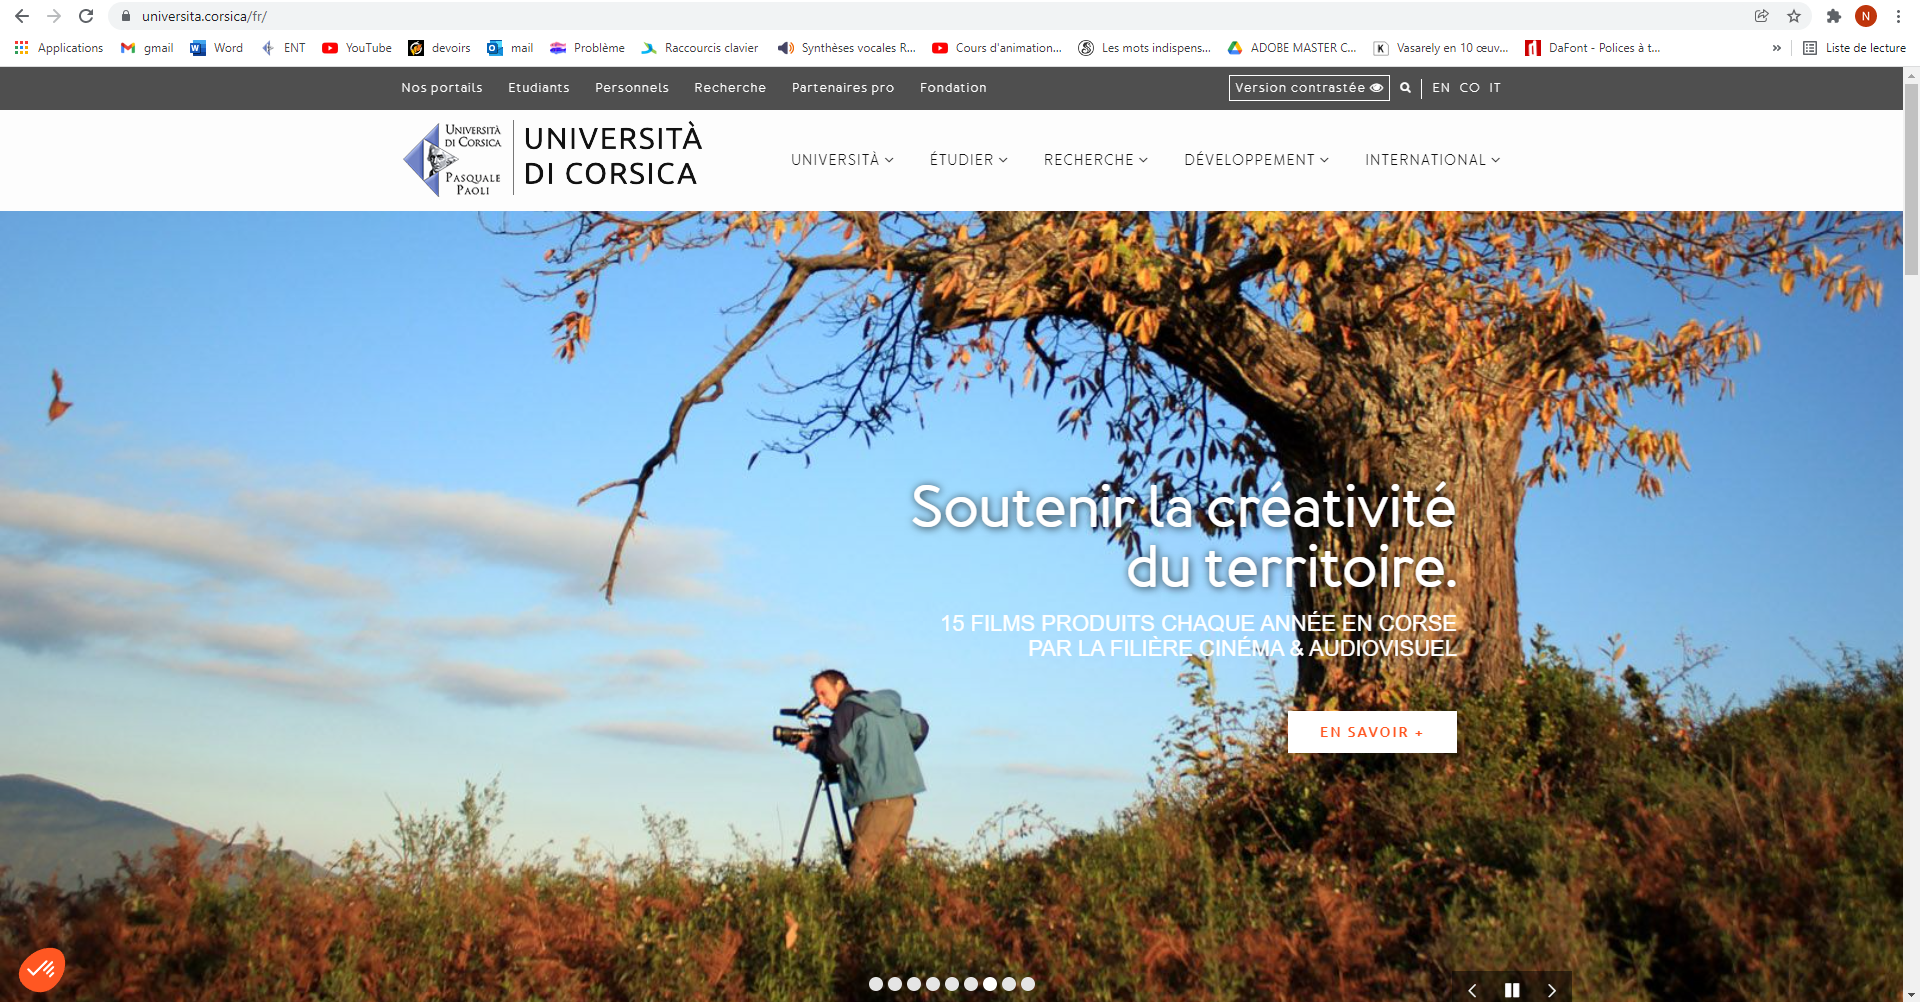 universita.corsica/fr/
N
Applications gmail Word ENT YouTube devoirs mail Problème Raccourcis clavier Synthèses vocales R... Cours d'animation... Les mots indispens... ADOBE MASTER C... Vasarely en 10 œuv... DaFont - Polices à t... » Liste de lecture
Nos portails Etudiants Personnels Recherche Partenaires pro Fondation Version contrastée EN CO IT
UNIVERSITÀ
DI CORSICA
PASQUALE
PAOLI
UNIVERSITÀ
DI CORSICA
UNIVERSITÀ ÉTUDIER RECHERCHE DÉVELOPPEMENT INTERNATIONAL
Soutenir la créativité
du territoire.
15 FILMS PRODUITS CHAQUE ANNÉE EN CORSE
PAR LA FILIÈRE CINÉMA & AUDIOVISUEL
EN SAVOIR +